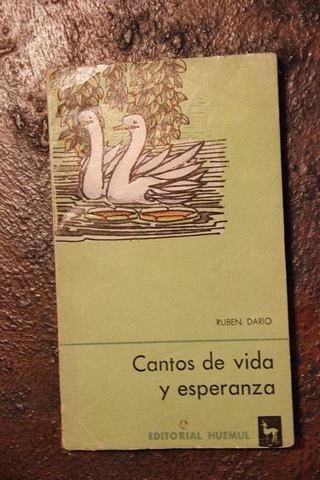 RUBEN DARIO
Cantos de vida
y esperanza
EDITORIAL HUEMUL